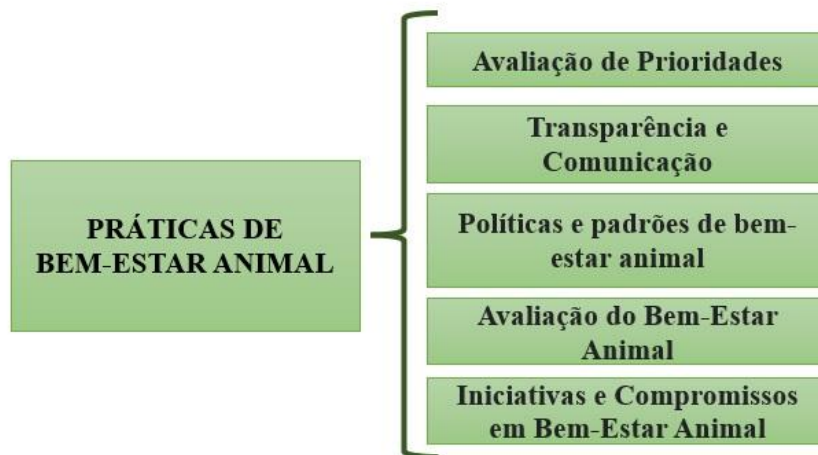 PRÁTICAS DE
BEM-ESTAR ANIMAL
Avaliação de Prioridades
Transparência e
Comunicação
Políticas e padrões de bem-
estar animal
Avaliação do Bem-Estar
Animal
Iniciativas e Compromissos
em Bem-Estar Animal